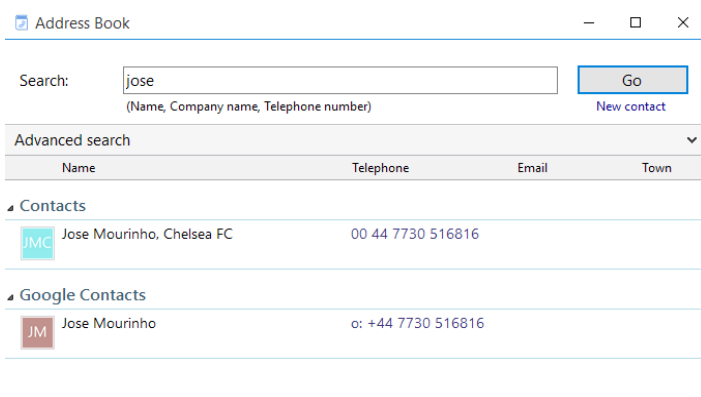 Address Book
Search: jose Go
(Name, Company name, Telephone number) New contact
Advanced search
Name Telephone Email Town
Contacts
JMC Jose Mourinho, Chelsea FC 00 44 7730 516816
Google Contacts
JM Jose Mourinho o: +44 7730 516816